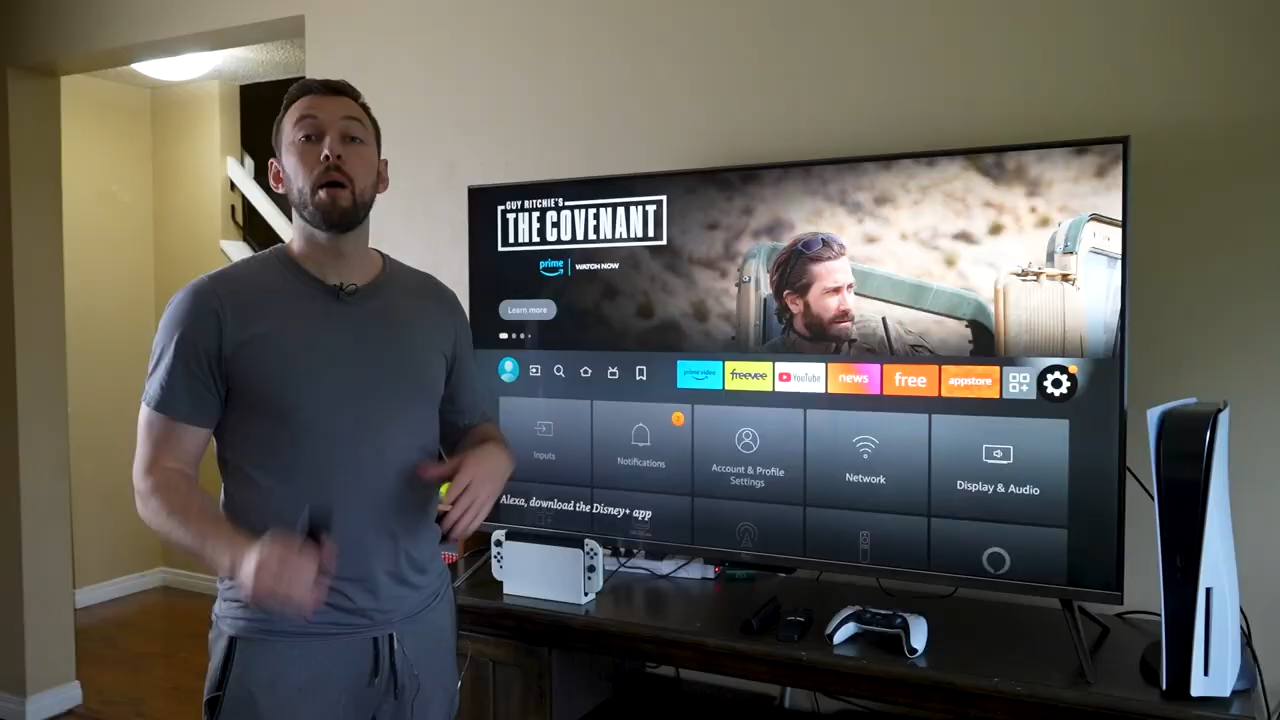 GUY RITCHIE'S
THE COVENANT
prime
WATCH NOW
Learn more
prime video
freevee
YouTube
news
free
appstore
Inputs
Notifications
Account & Profile
Settings
Network
Display & Audio
Alexa, download the Disney+ app